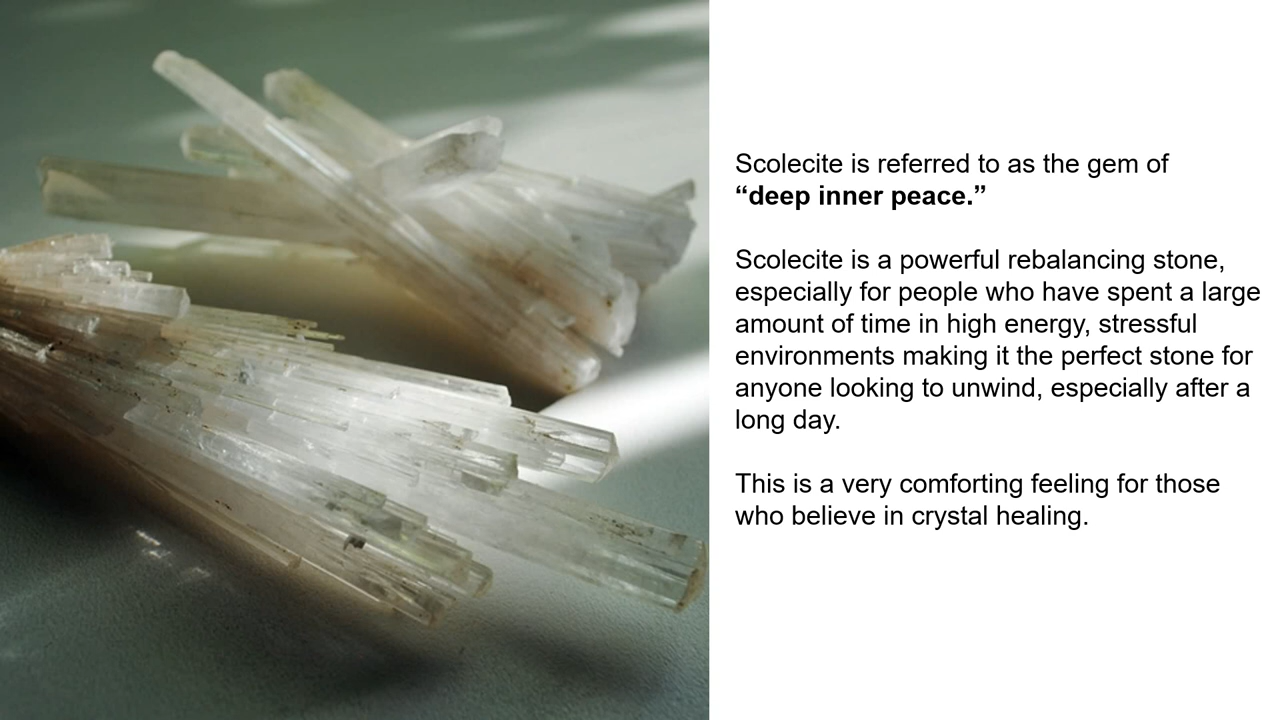 Scolecite is referred to as the gem of
“deep inner peace.”
Scolecite is a powerful rebalancing stone,
especially for people who have spent a large
amount of time in high energy, stressful
environments making it the perfect stone for
anyone looking to unwind, especially after a
long day.
This is a very comforting feeling for those
who believe in crystal healing.